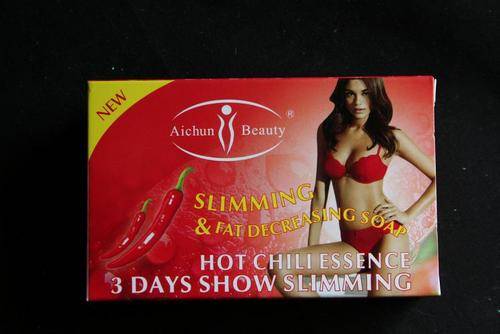 NEW
Aichun Beauty ®
SLIMMING
& FAT DECREASING SOAP
HOT CHILI ESSENCE
3 DAYS SHOW SLIMMING